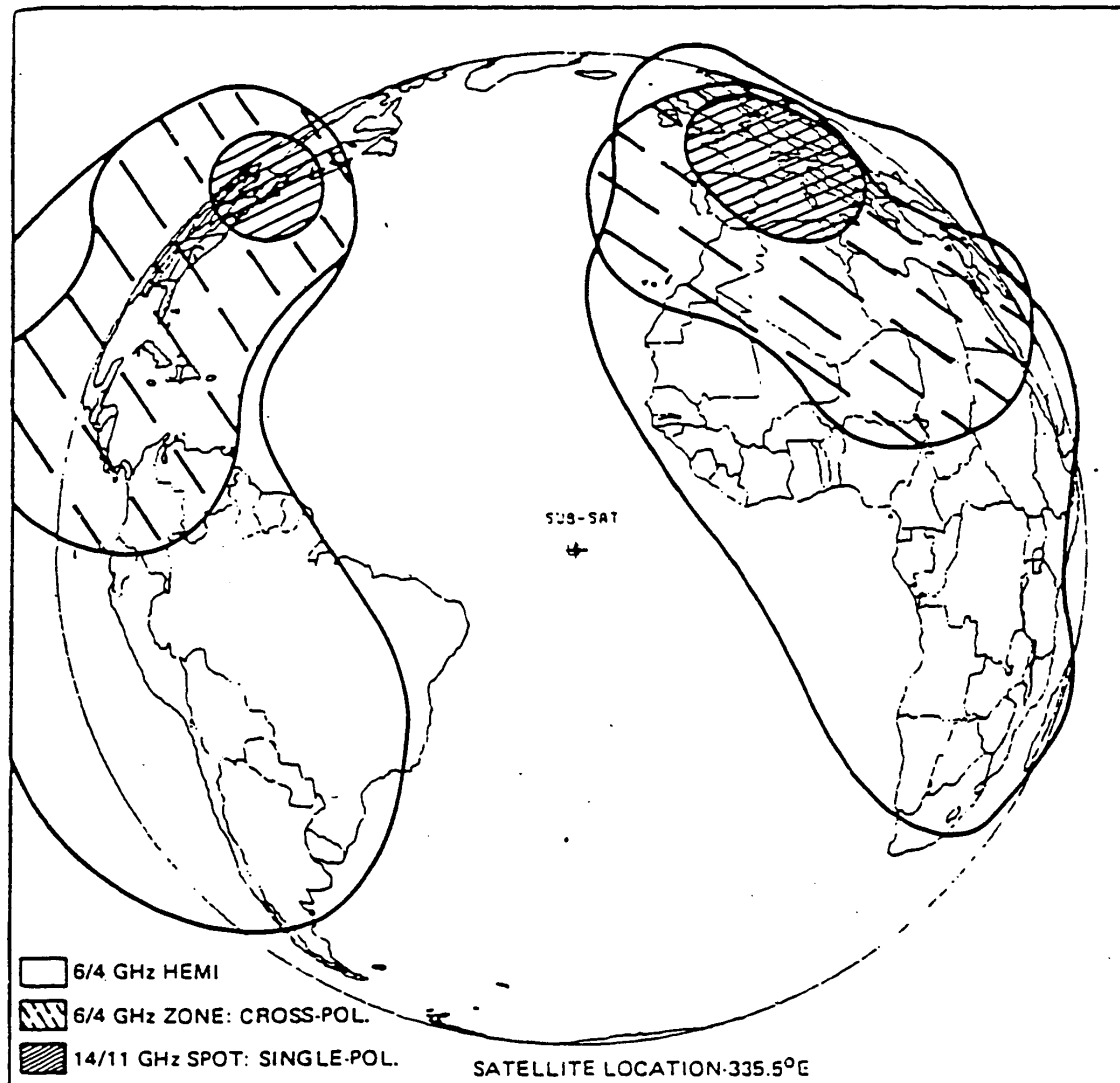 SUB-SAT
6/4 GHz HEMI
6/4 GHz ZONE: CROSS-POL.
14/11 GHz SPOT: SINGLE-POL.
SATELLITE LOCATION-335.5°E